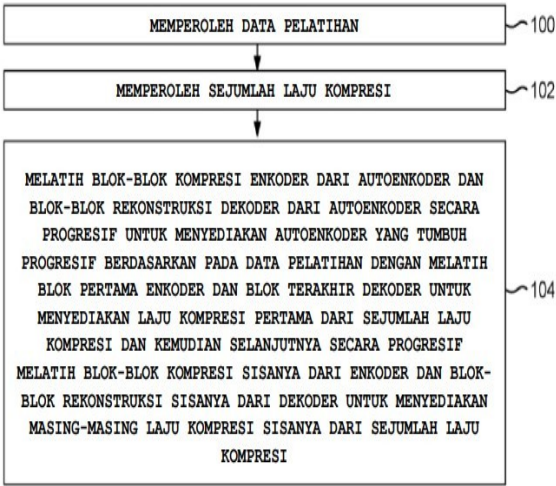 MEMPEROLEH DATA PELATIHAN
100
MEMPEROLEH SEJUMLAH LAJU KOMPRESI
102
MELATIH BLOK-BLOK KOMPRESI ENKODER DARI AUTOENKODER DAN
BLOK-BLOK REKONSTRUKSI DEKODER DARI AUTOENKODER SECARA
PROGRESIF UNTUK MENYEDIAKAN AUTOENKODER YANG TUMBUH
PROGRESIF BERDASARKAN PADA DATA PELATIHAN DENGAN MELATIH
BLOK PERTAMA ENKODER DAN BLOK TERAKHIR DEKODER UNTUK
MENYEDIAKAN LAJU KOMPRESI PERTAMA DARI SEJUMLAH LAJU
KOMPRESI DAN KEMUDIAN SELANJUTNYA SECARA PROGRESIF
MELATIH BLOK-BLOK KOMPRESI SISANYA DARI ENKODER DAN BLOK-
BLOK REKONSTRUKSI SISANYA DARI DEKODER UNTUK MENYEDIAKAN
MASING-MASING LAJU KOMPRESI SISANYA DARI SEJUMLAH LAJU
KOMPRESI
104